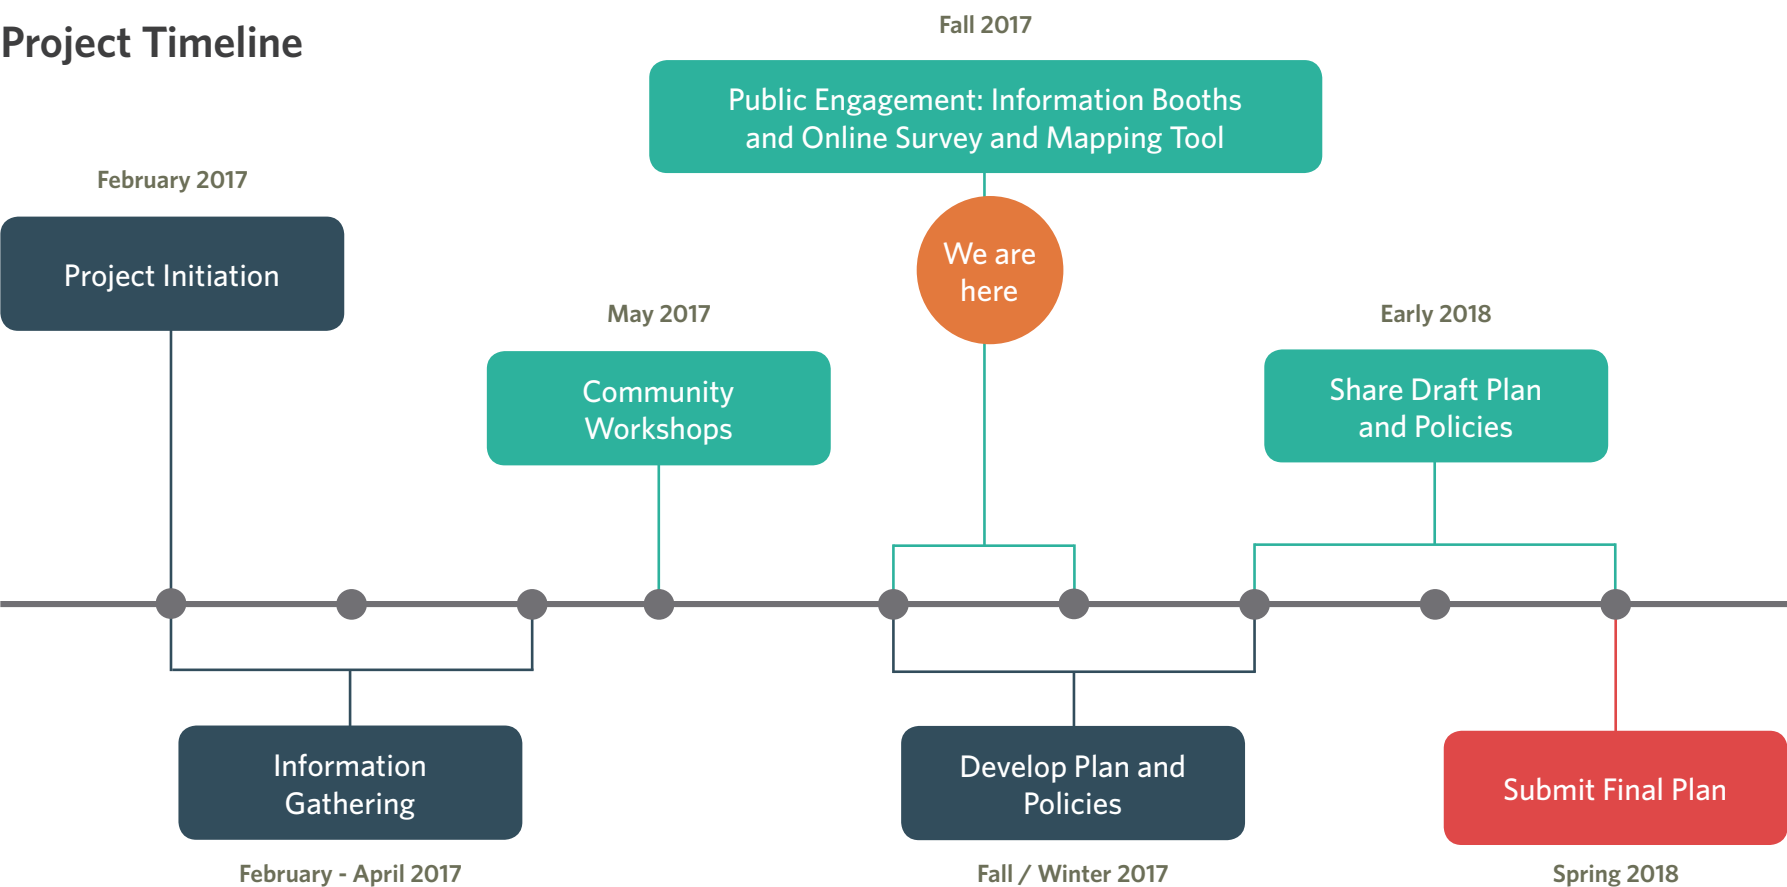 Project Timeline
February 2017
Project Initiation
February - April 2017
Information
Gathering
May 2017
Community
Workshops
Fall 2017
Public Engagement: Information Booths
and Online Survey and Mapping Tool
We are
here
Develop Plan and
Policies
Fall / Winter 2017
Early 2018
Share Draft Plan
and Policies
Submit Final Plan
Spring 2018